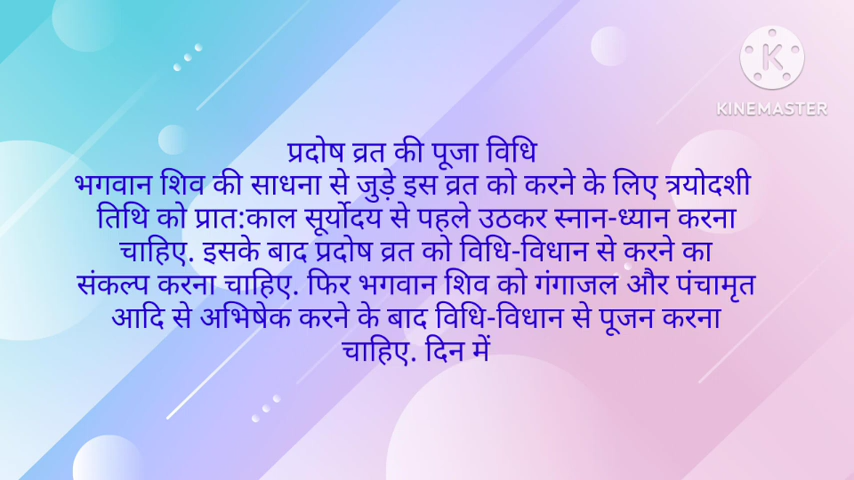 KINEMASTER
प्रदोष व्रत की पूजा विधि
भगवान शिव की साधना से जुड़े इस व्रत को करने के लिए त्रयोदशी
तिथि को प्रात:काल सूर्योदय से पहले उठकर स्नान-ध्यान करना
चाहिए. इसके बाद प्रदोष व्रत को विधि-विधान से करने का
संकल्प करना चाहिए. फिर भगवान शिव को गंगाजल और पंचामृत
आदि से अभिषेक करने के बाद विधि-विधान से पूजन करना
चाहिए. दिन में